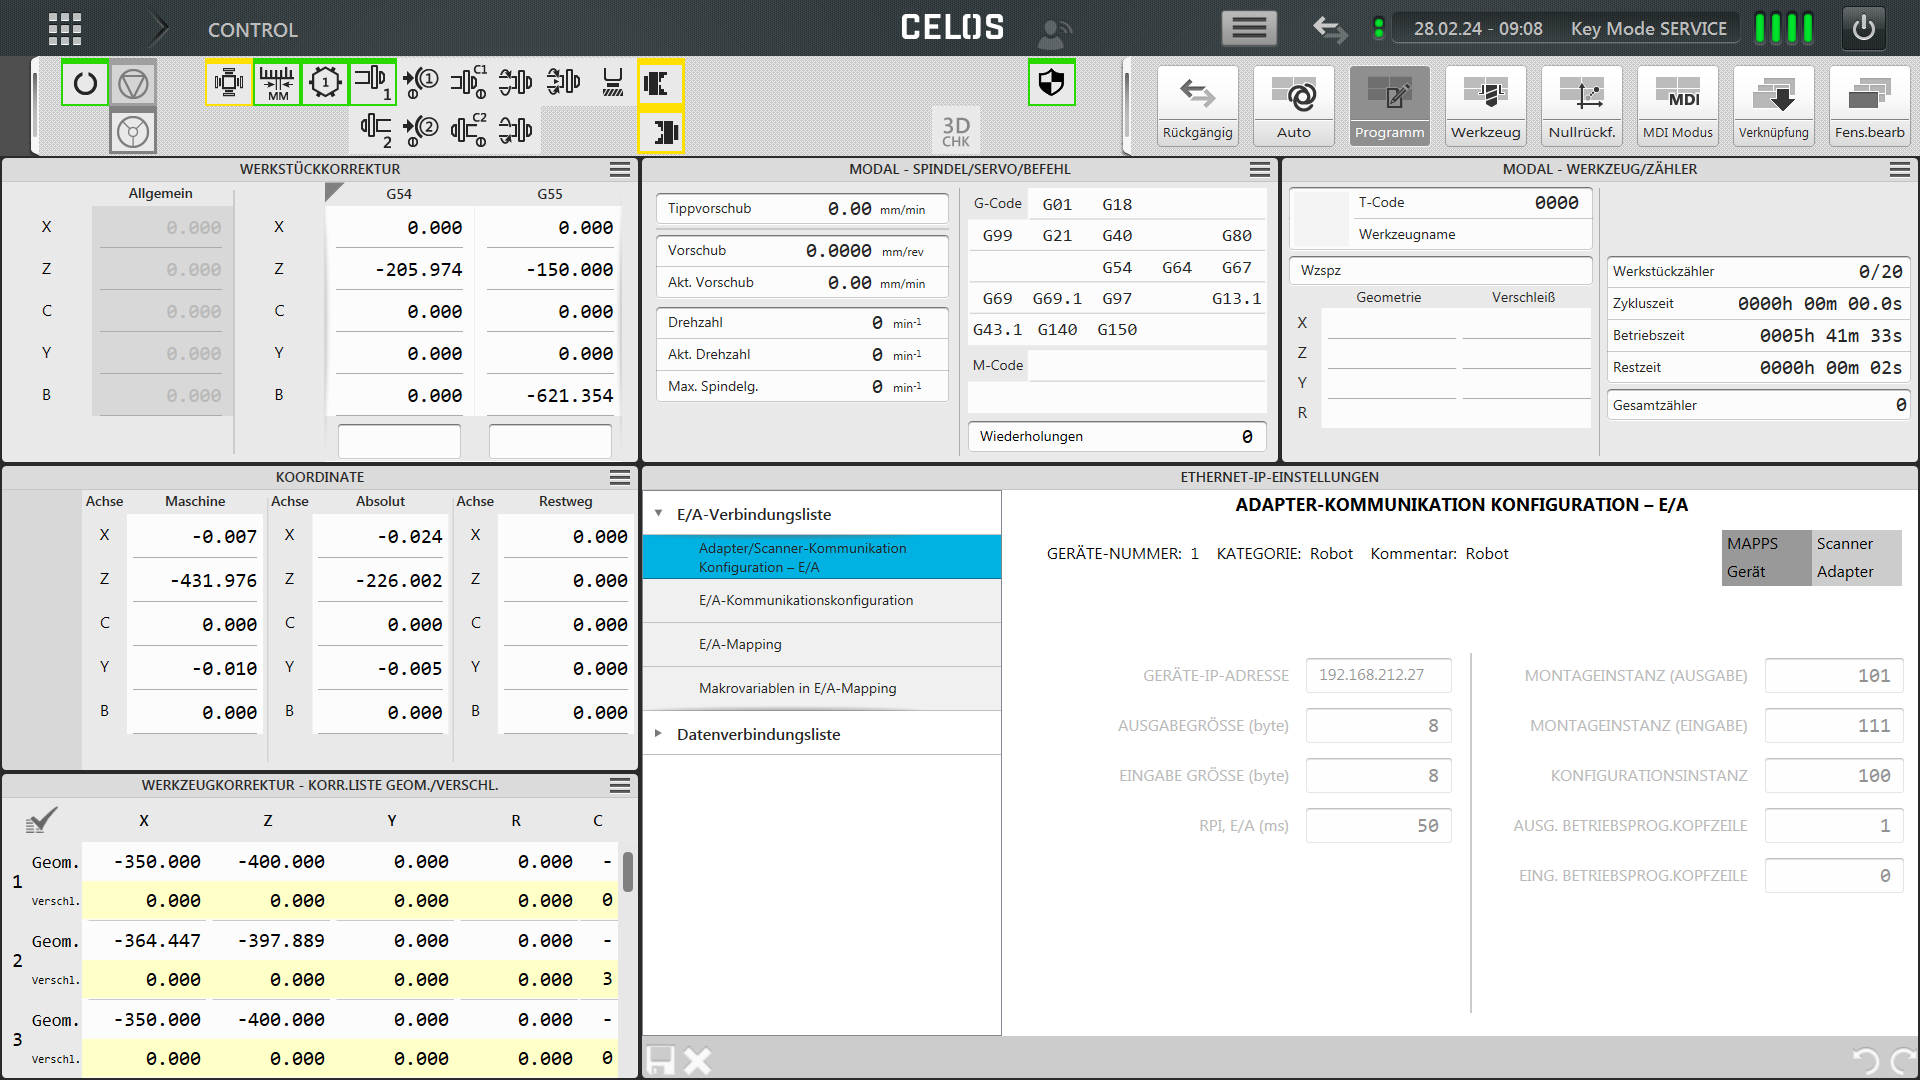 CONTROL
CELOS
28.02.24 - 09:08 Key Mode SERVICE
MM
1
1
1
C1
2
2
C2
3D
CHK
Rückgängig
Auto
Programm
Werkzeug
Nullrückf.
MDI
MDI Modus
Verknüpfung
Fens.bearb
WERKSTÜCKKORREKTUR
Allgemein G54 G55
X 0.000 X 0.000 0.000
Z 0.000 Z -205.974 -150.000
C 0.000 C 0.000 0.000
Y 0.000 Y 0.000 0.000
B 0.000 B 0.000 -621.354
MODAL - SPINDEL/SERVO/BEFEHL
Tippvorschub 0.00 mm/min
Vorschub 0.0000 mm/rev
Akt. Vorschub 0.00 mm/min
Drehzahl 0 min-1
Akt. Drehzahl 0 min-1
Max. Spindelg. 0 min-1
G-Code G01 G18
G99 G21 G40 G80
G54 G64 G67
G69 G69.1 G97 G13.1
G43.1 G140 G150
M-Code
Wiederholungen 0
MODAL - WERKZEUG/ZÄHLER
T-Code 0000
Werkzeugname
Wzspz
Geometrie Verschleiß
X
Z
Y
R
Werkstückzähler 0/20
Zykluszeit 0000h 00m 00.0s
Betriebszeit 0005h 41m 33s
Restzeit 0000h 00m 02s
Gesamtzähler 0
KOORDINATE
Achse Maschine Achse Absolut Achse Restweg
X -0.007 X -0.024 X 0.000
Z -431.976 Z -226.002 Z 0.000
C 0.000 C 0.000 C 0.000
Y -0.010 Y -0.005 Y 0.000
B 0.000 B 0.000 B 0.000
WERKZEUGKORREKTUR - KORR.LISTE GEOM./VERSCHL.
X Z Y R C
1
Geom. -350.000 -400.000 0.000 0.000 -
Verschl. 0.000 0.000 0.000 0.000 0
2
Geom. -364.447 -397.889 0.000 0.000 -
Verschl. 0.000 0.000 0.000 0.000 3
3
Geom. -350.000 -400.000 0.000 0.000 -
Verschl. 0.000 0.000 0.000 0.000 0
ETHERNET-IP-EINSTELLUNGEN
E/A-Verbindungsliste
Adapter/Scanner-Kommunikation
Konfiguration – E/A
E/A-Kommunikationskonfiguration
E/A-Mapping
Makrovariablen in E/A-Mapping
Datenverbindungsliste
ADAPTER-KOMMUNIKATION KONFIGURATION – E/A
GERÄTE-NUMMER: 1 KATEGORIE: Robot Kommentar: Robot
MAPPS Scanner
Gerät Adapter
GERÄTE-IP-ADRESSE 192.168.212.27
AUSGABEGRÖSSE (byte) 8
EINGABE GRÖSSE (byte) 8
RPI, E/A (ms) 50
MONTAGEINSTANZ (AUSGABE) 101
MONTAGEINSTANZ (EINGABE) 111
KONFIGURATIONSINSTANZ 100
AUSG. BETRIEBSPROG.KOPFZEILE 1
EING. BETRIEBSPROG.KOPFZEILE 0